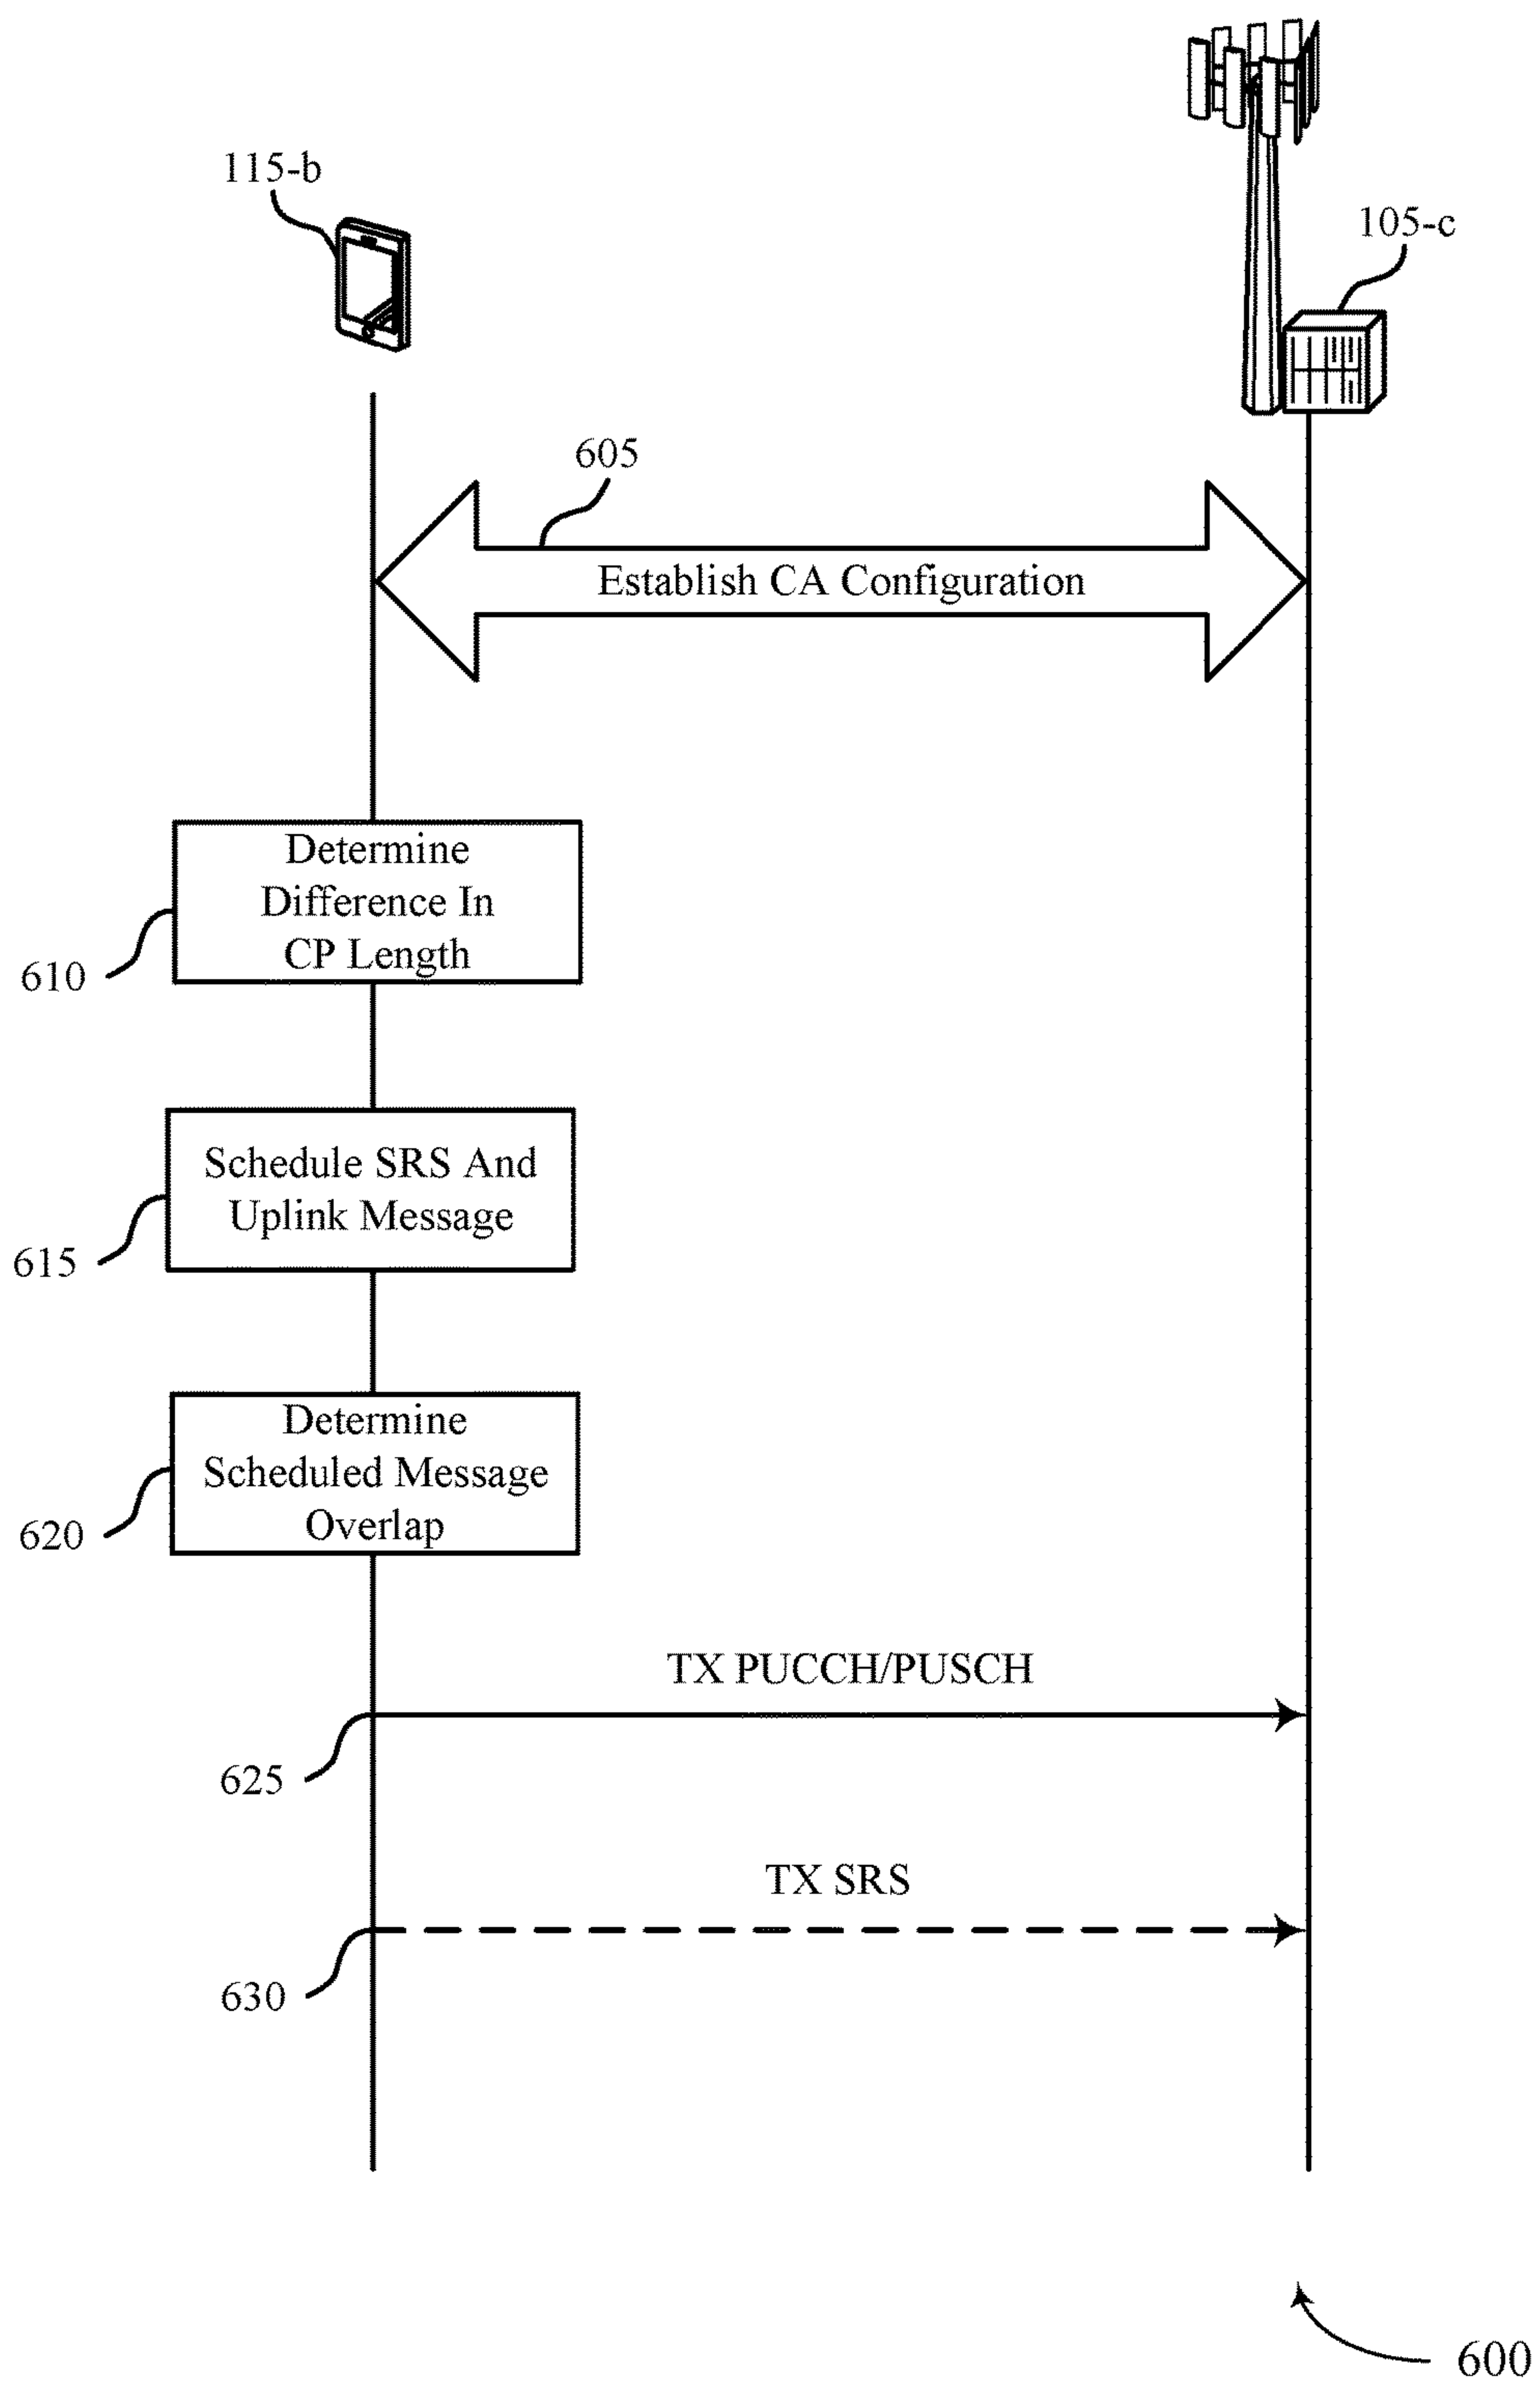 115-b
105-c
605
Establish CA Configuration
Determine
Difference In
CP Length
610
Schedule SRS And
Uplink Message
615
Determine
Scheduled Message
Overlap
620
TX PUCCH/PUSCH
625
TX SRS
630
600